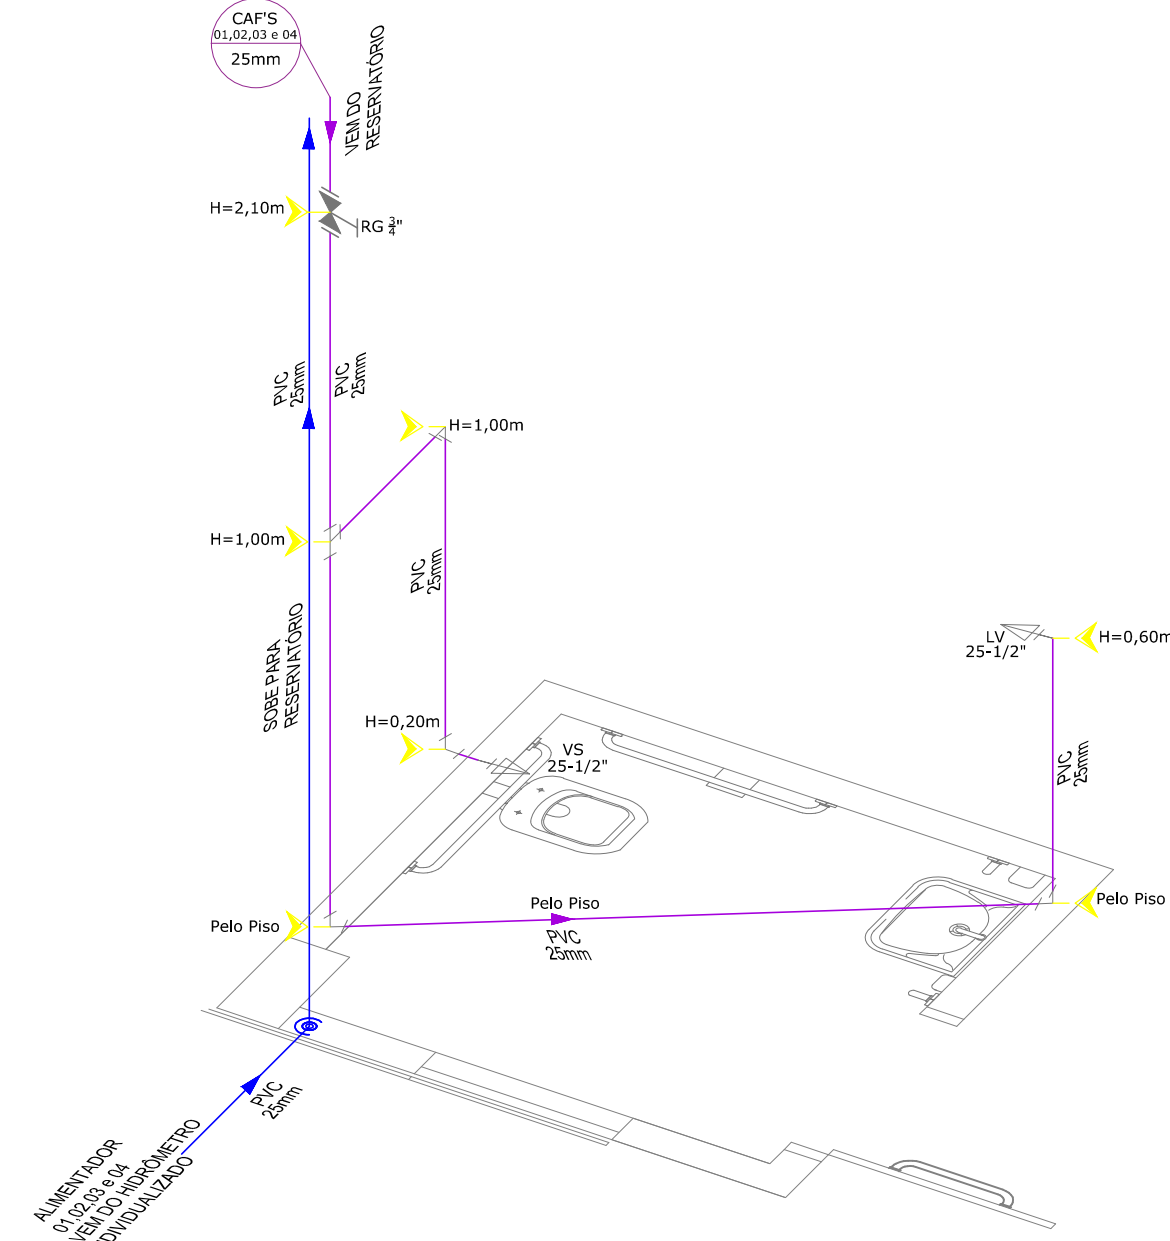 CAF'S
01,02,03 e 04
25mm
VEM DO
RESERVATÓRIO
H=2,10m
RG 3/4"
PVC
25mm
PVC
25mm
H=1,00m
H=1,00m
PVC
25mm
SOBE PARA
RESERVATÓRIO
LV
25-1/2"
H=0,60m
H=0,20m
VS
25-1/2"
PVC
25mm
Pelo Piso
Pelo Piso
Pelo Piso
PVC
25mm
PVC
25mm
ALIMENTADOR
01,02,03 e 04
VEM DO HIDRÔMETRO
DIVIDUALIZADO